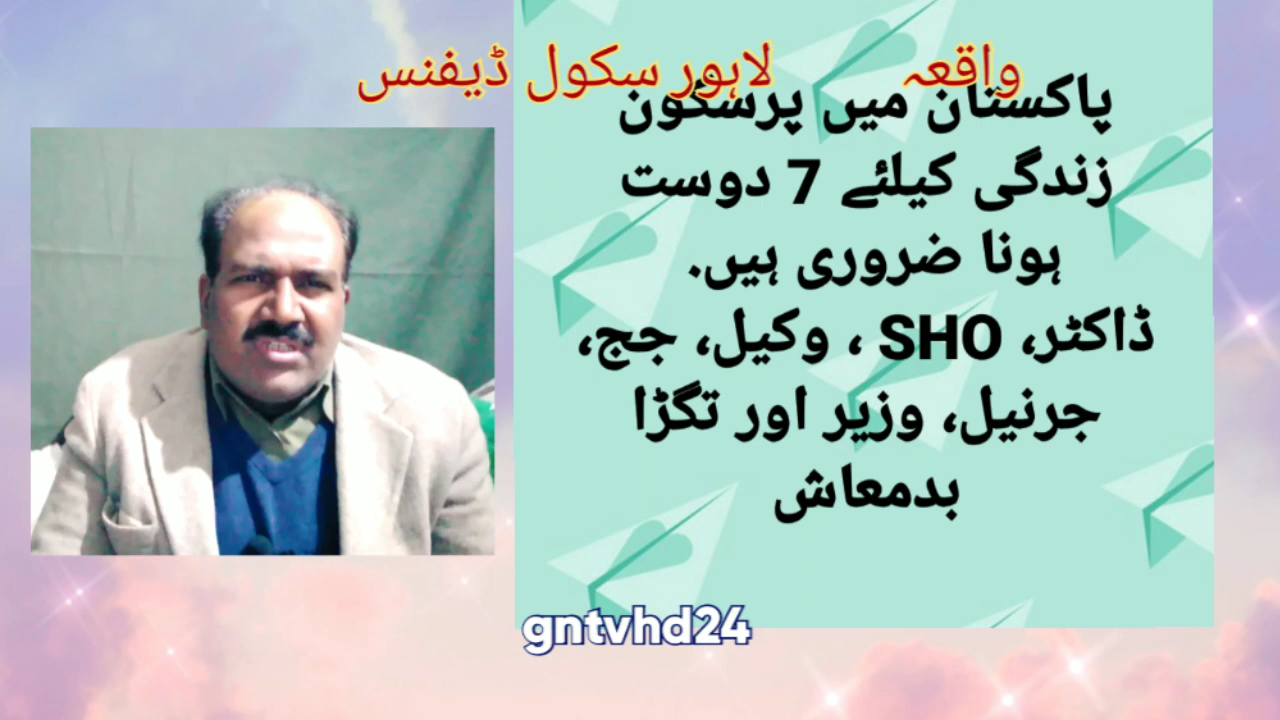 واقعہ لاہور سکول ڈیفنس
پاکستان میں پرسکون
زندگی کیلئے 7 دوست
ہونا ضروری ہیں.
ڈاکٹر، SHO ، وکیل، جج،
جرنیل، وزیر اور تگڑا
بدمعاش
gntvhd24